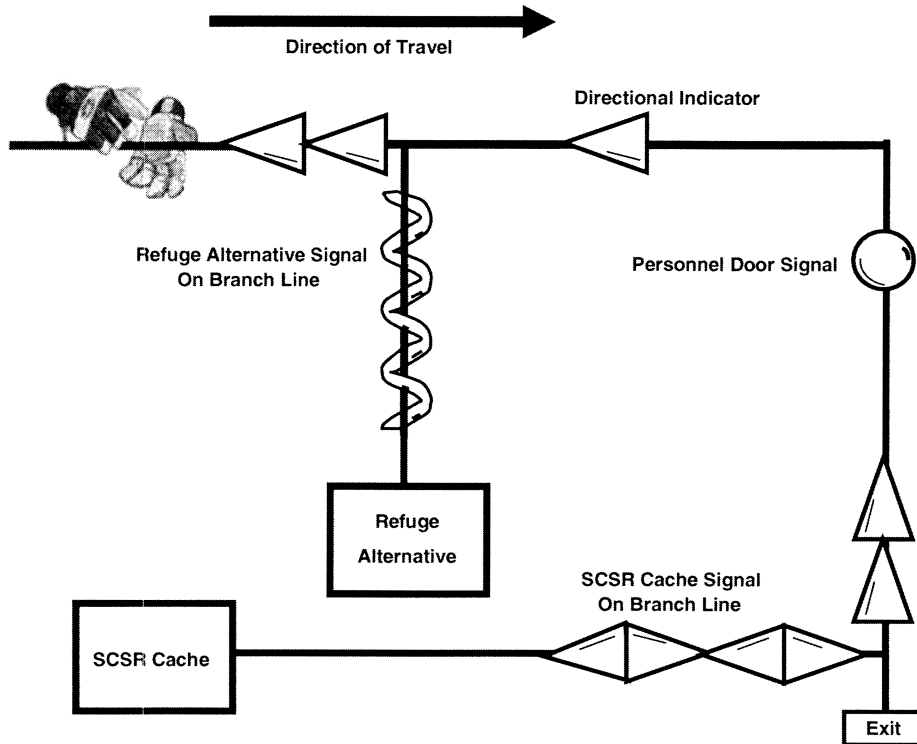 Direction of Travel
Directional Indicator
Refuge Alternative Signal
On Branch Line
Personnel Door Signal
Refuge
Alternative
SCSR Cache Signal
On Branch Line
SCSR Cache
Exit